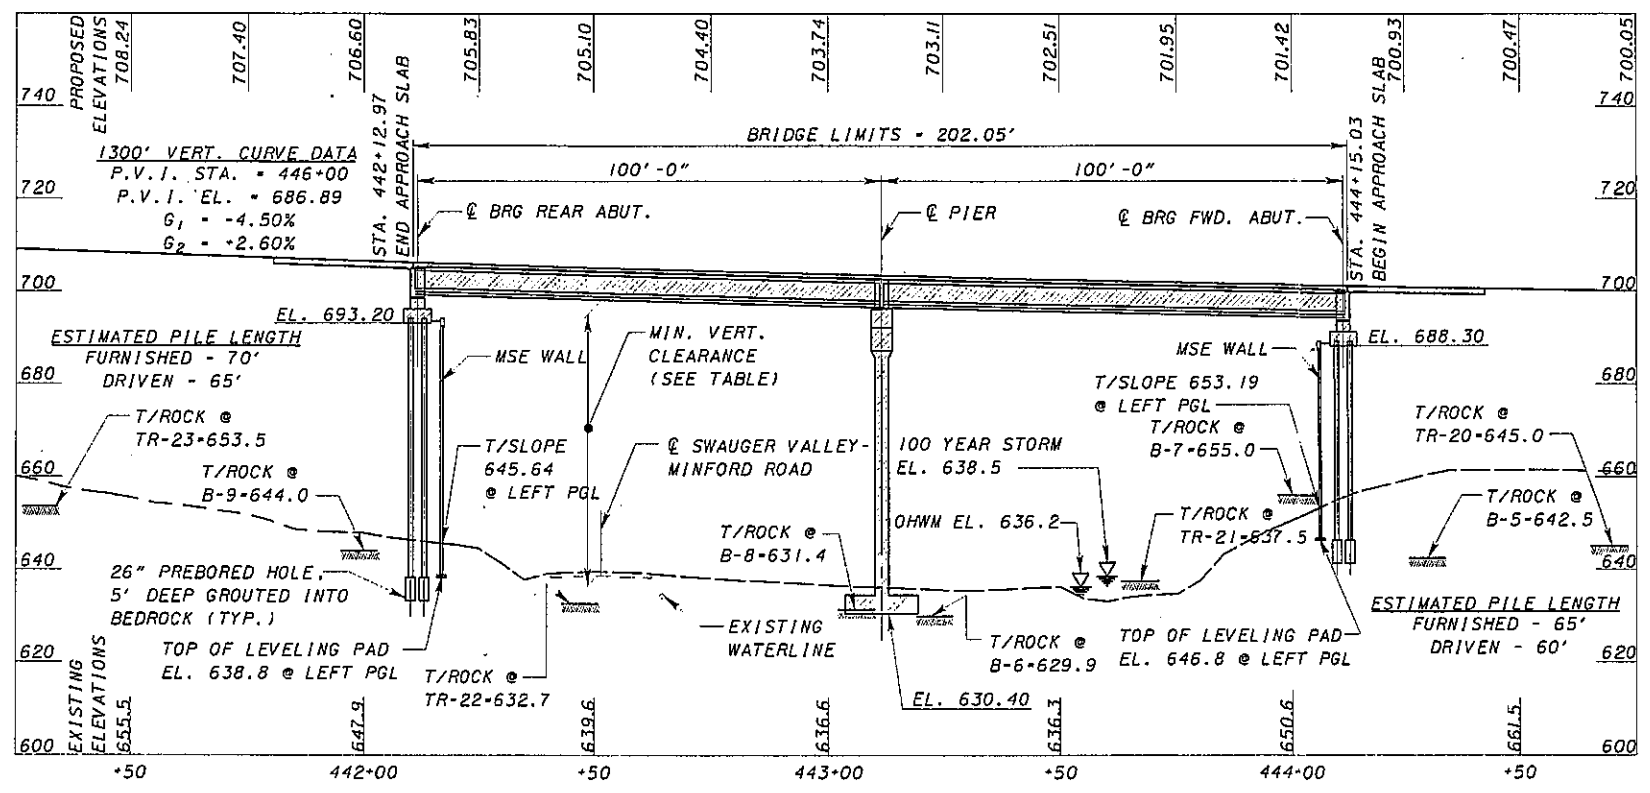 PROPOSED
ELEVATIONS
708.24
707.40
706.60
705.83
705.10
704.40
703.74
703.11
702.51
701.95
701.42
700.93
700.47
700.05
740
740
STA. 442+12.97
END APPROACH SLAB
BRIDGE LIMITS = 202.05'
STA. 444+15.03
BEGIN APPROACH SLAB
1300' VERT. CURVE DATA
P.V.I. STA. = 446+00
P.V.I. EL. = 686.89
G1 = -4.50%
G2 = +2.60%
100'-0"
100'-0"
720
720
℄ BRG REAR ABUT.
℄ PIER
℄ BRG FWD. ABUT.
700
700
EL. 693.20
EL. 688.30
ESTIMATED PILE LENGTH
FURNISHED - 70'
DRIVEN - 65'
MSE WALL
MIN. VERT.
CLEARANCE
(SEE TABLE)
MSE WALL
680
680
T/SLOPE 653.19
@ LEFT PGL
T/ROCK @
TR-23=653.5
T/ROCK @
B-7=655.0
T/ROCK @
TR-20=645.0
T/SLOPE
645.64
@ LEFT PGL
℄ SWAUGER VALLEY-
MINFORD ROAD
100 YEAR STORM
EL. 638.5
660
660
T/ROCK @
B-9=644.0
T/ROCK @
B-5=642.5
OHWM EL. 636.2
T/ROCK @
TR-21=637.5
T/ROCK @
B-8=631.4
640
640
26" PREBORED HOLE,
5' DEEP GROUTED INTO
BEDROCK (TYP.)
ESTIMATED PILE LENGTH
FURNISHED - 65'
DRIVEN - 60'
EXISTING
WATERLINE
TOP OF LEVELING PAD
EL. 638.8 @ LEFT PGL
T/ROCK @
TR-22=632.7
T/ROCK @
B-6=629.9
TOP OF LEVELING PAD
EL. 646.8 @ LEFT PGL
620
620
EL. 630.40
EXISTING
ELEVATIONS
655.5
647.9
639.6
636.6
636.3
650.6
661.5
600
600
+50
442+00
+50
443+00
+50
444+00
+50